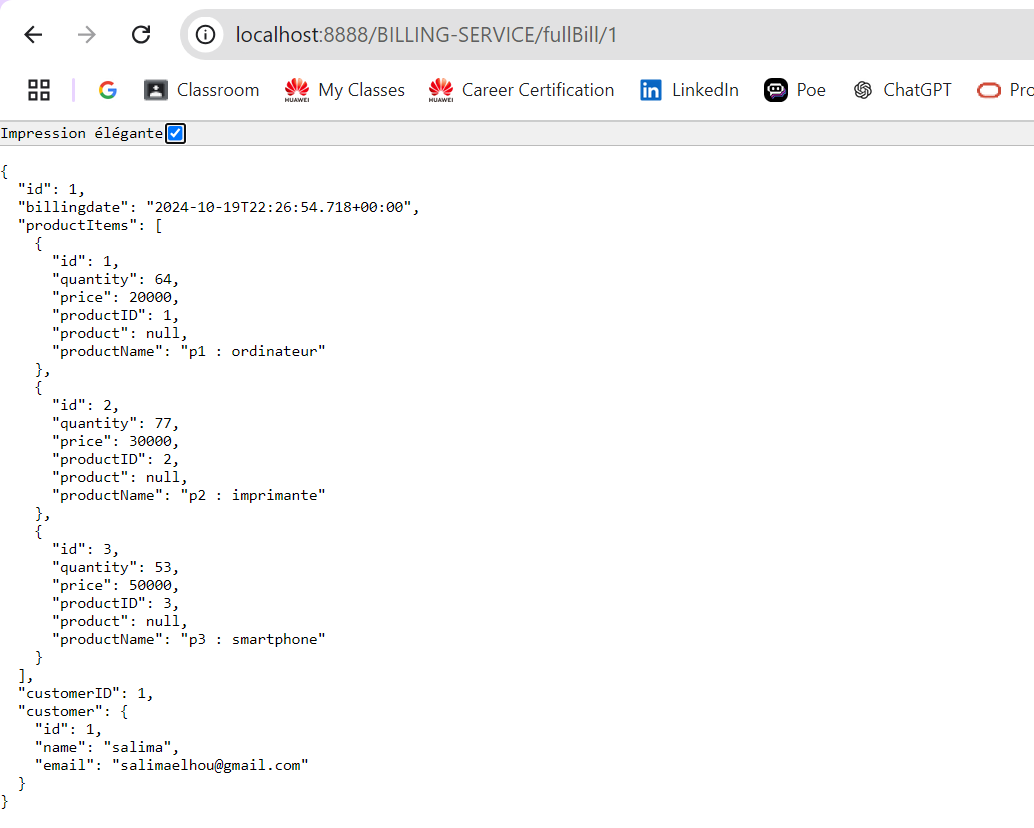 localhost:8888/BILLING-SERVICE/fullBill/1
G Classroom HUAWEI My Classes HUAWEI Career Certification in LinkedIn Poe ChatGPT Pro
Impression élégante
{
  "id": 1,
  "billingdate": "2024-10-19T22:26:54.718+00:00",
  "productItems": [
    {
      "id": 1,
      "quantity": 64,
      "price": 20000,
      "productID": 1,
      "product": null,
      "productName": "p1 : ordinateur"
    },
    {
      "id": 2,
      "quantity": 77,
      "price": 30000,
      "productID": 2,
      "product": null,
      "productName": "p2 : imprimante"
    },
    {
      "id": 3,
      "quantity": 53,
      "price": 50000,
      "productID": 3,
      "product": null,
      "productName": "p3 : smartphone"
    }
  ],
  "customerID": 1,
  "customer": {
    "id": 1,
    "name": "salima",
    "email": "salimaelhou@gmail.com"
  }
}